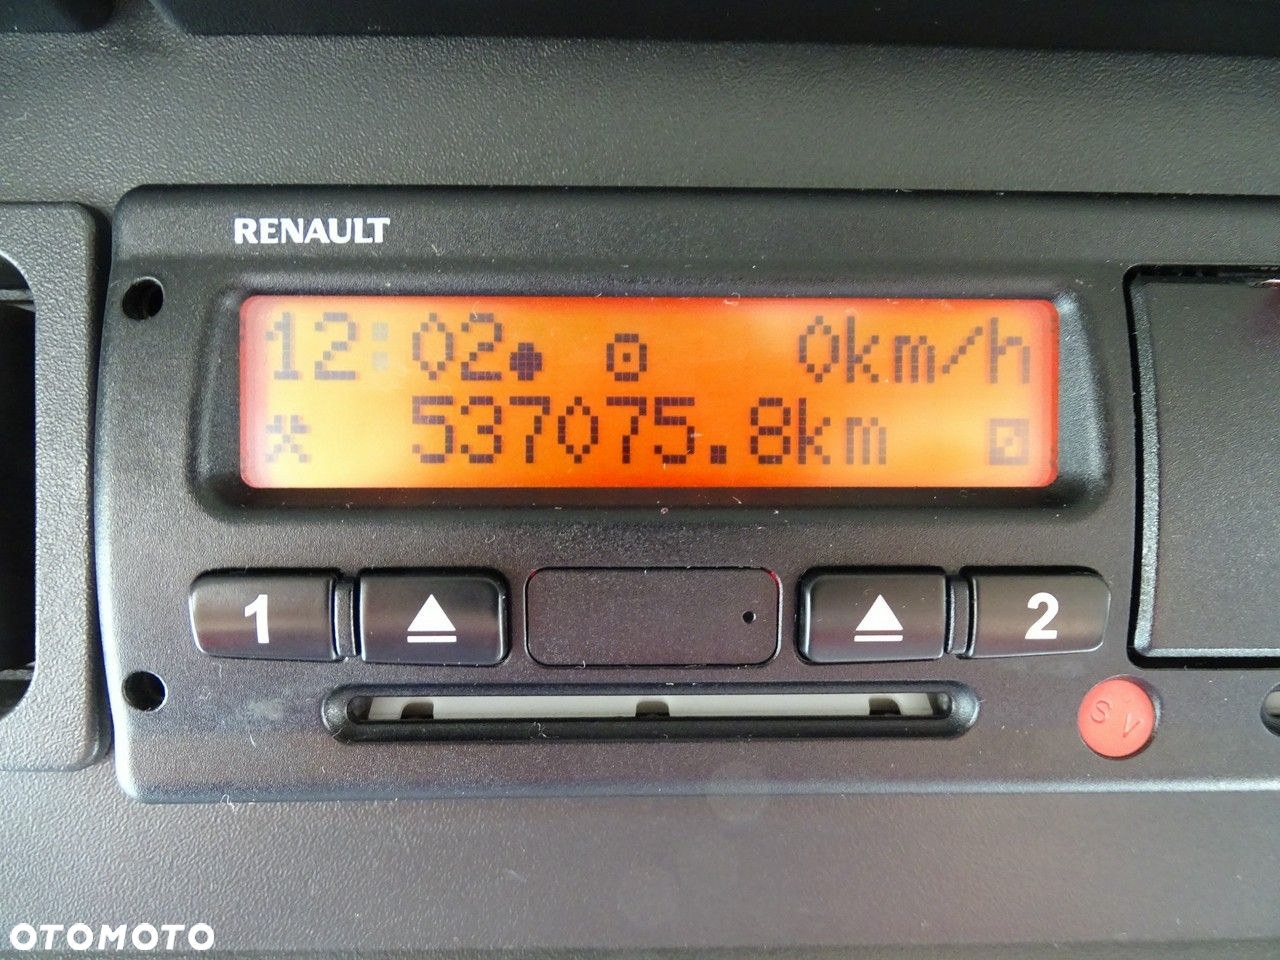 RENAULT
12:02● ⊙ 0km/h
537075.8km
1
2
S V
OTOMOTO